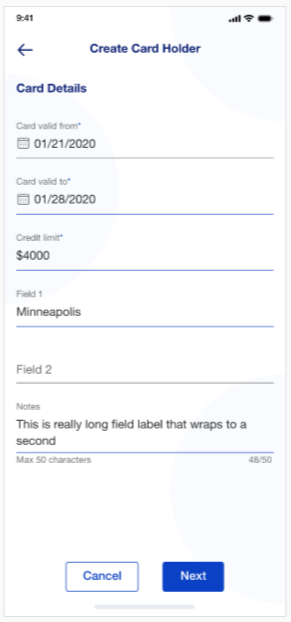 9:41
Create Card Holder
Card Details
Card valid from*
01/21/2020
Card valid to*
01/28/2020
Credit limit*
$4000
Field 1
Minneapolis
Field 2
Notes
This is really long field label that wraps to a
second
Max 50 characters 48/50
Cancel Next